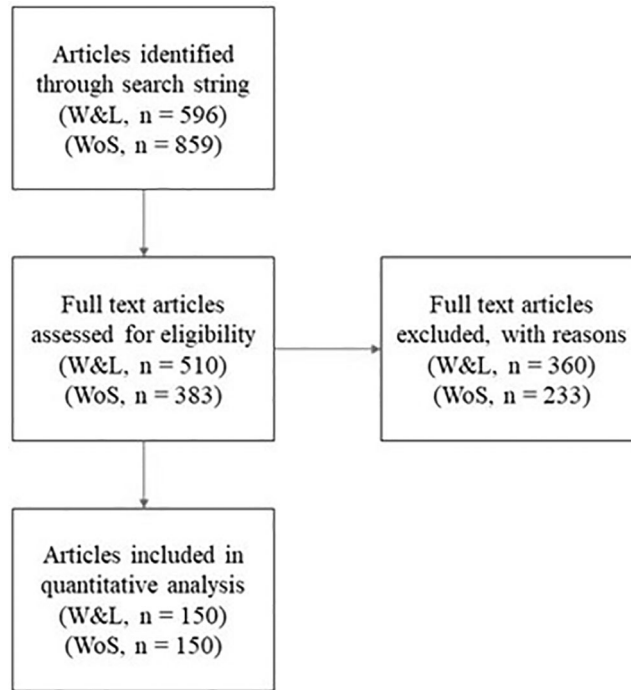 Articles identified
through search string
(W&L, n = 596)
(WoS, n = 859)
Full text articles
assessed for eligibility
(W&L, n = 510)
(WoS, n = 383)
Full text articles
excluded, with reasons
(W&L, n = 360)
(WoS, n = 233)
Articles included in
quantitative analysis
(W&L, n = 150)
(WoS, n = 150)